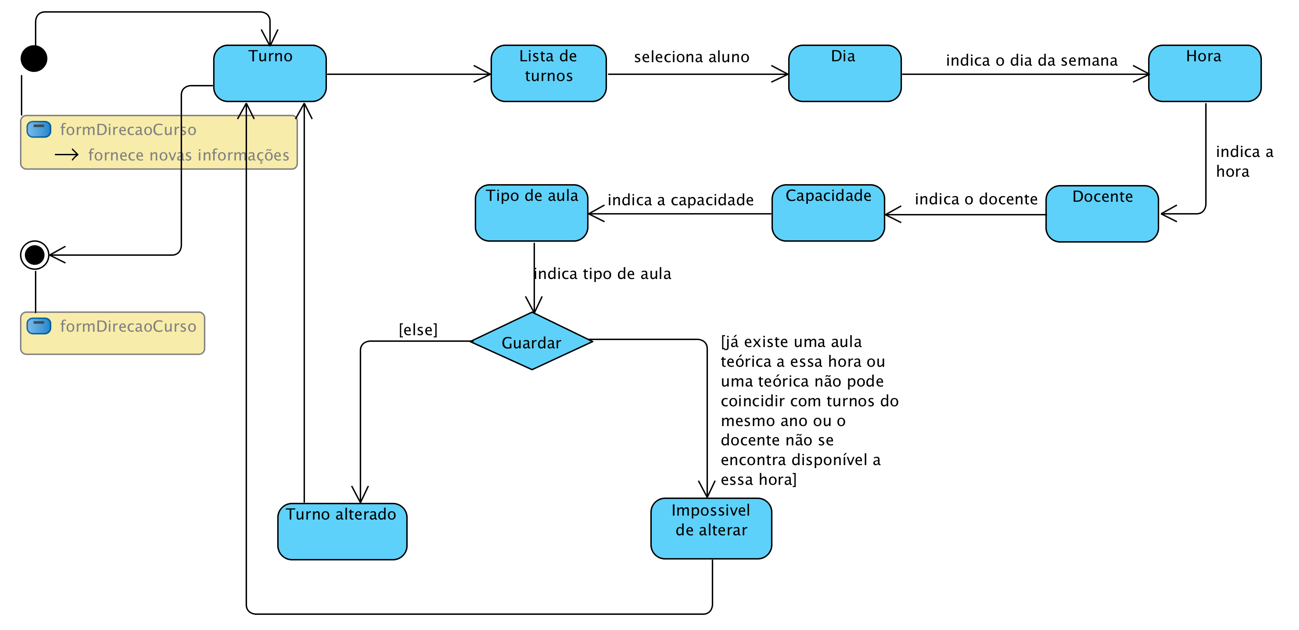 Turno
Lista de
turnos
seleciona aluno
Dia
indica o dia da semana
Hora
formDirecaoCurso
fornece novas informações
indica a
hora
Tipo de aula
indica a capacidade
Capacidade
indica o docente
Docente
indica tipo de aula
formDirecaoCurso
[else]
Guardar
[já existe uma aula
teórica a essa hora ou
uma teórica não pode
coincidir com turnos do
mesmo ano ou o
docente não se
encontra disponível a
essa hora]
Turno alterado
Impossivel
de alterar